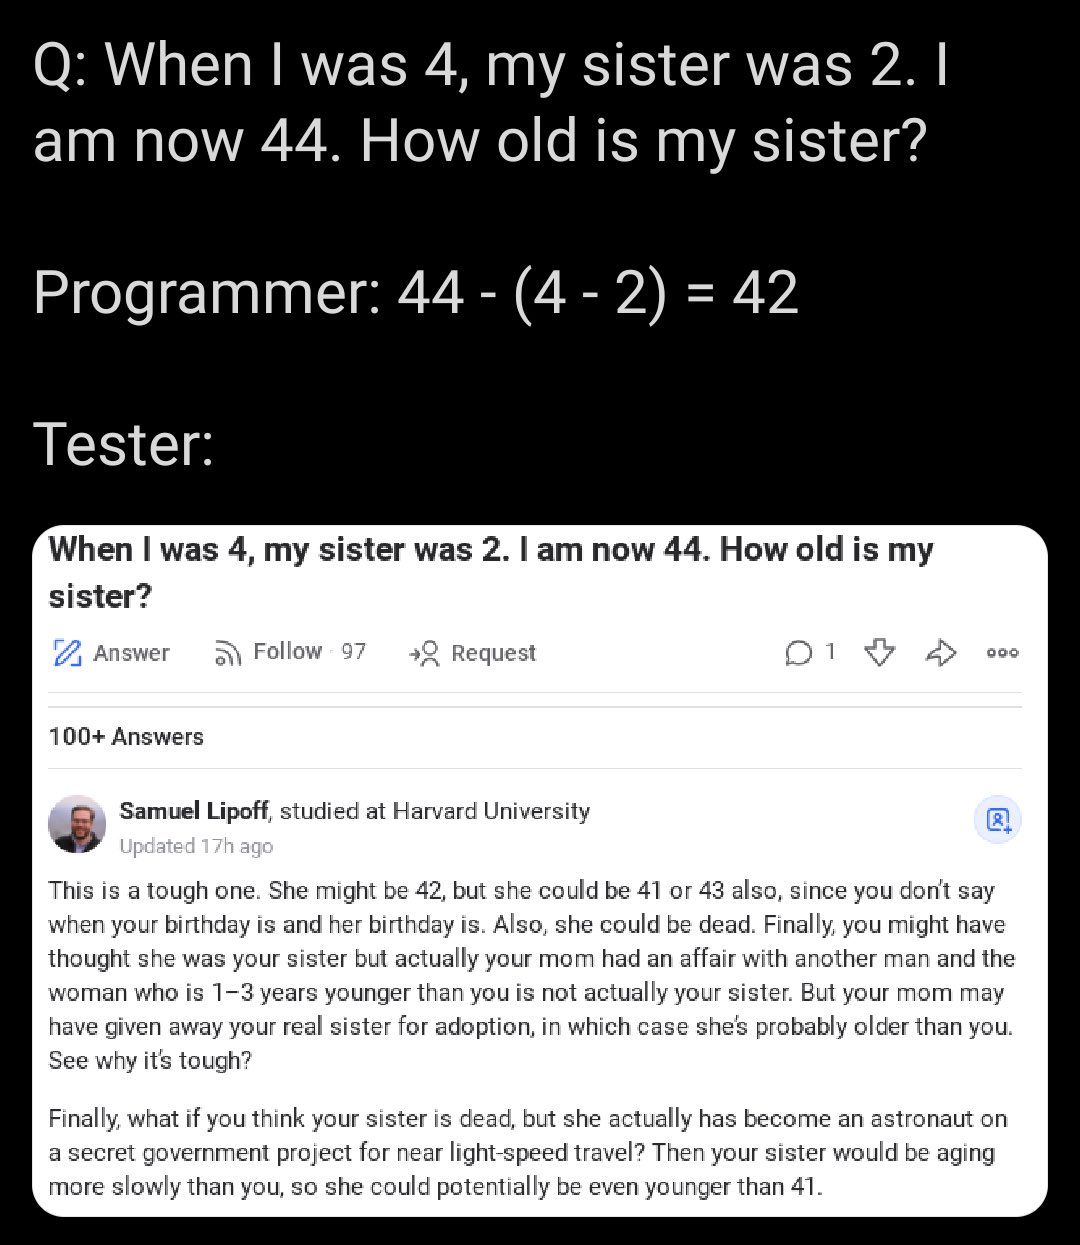 Q: When I was 4, my sister was 2. I
am now 44. How old is my sister?
Programmer: 44 - (4 - 2) = 42
Tester:
When I was 4, my sister was 2. I am now 44. How old is my
sister?
Answer Follow · 97 Request 1
100+ Answers
Samuel Lipoff, studied at Harvard University
Updated 17h ago
This is a tough one. She might be 42, but she could be 41 or 43 also, since you don't say
when your birthday is and her birthday is. Also, she could be dead. Finally, you might have
thought she was your sister but actually your mom had an affair with another man and the
woman who is 1–3 years younger than you is not actually your sister. But your mom may
have given away your real sister for adoption, in which case she's probably older than you.
See why it's tough?
Finally, what if you think your sister is dead, but she actually has become an astronaut on
a secret government project for near light-speed travel? Then your sister would be aging
more slowly than you, so she could potentially be even younger than 41.